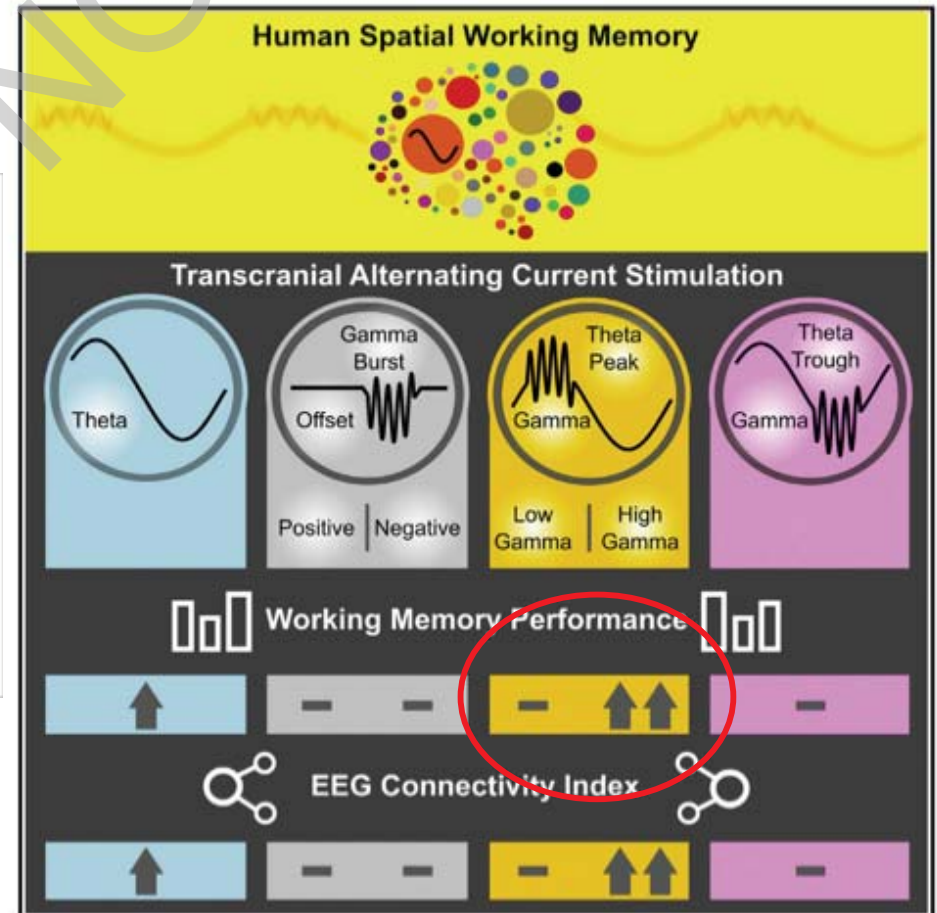 Human Spatial Working Memory
Transcranial Alternating Current Stimulation
Theta
Gamma
Burst
Offset
Positive | Negative
Theta
Peak
Gamma
Low
Gamma | High
Gamma
Theta
Trough
Gamma
Working Memory Performance
EEG Connectivity Index